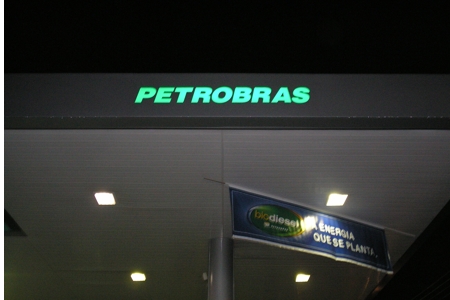 PETROBRAS
biodiesel
A ENERGIA
QUE SE PLANTA.